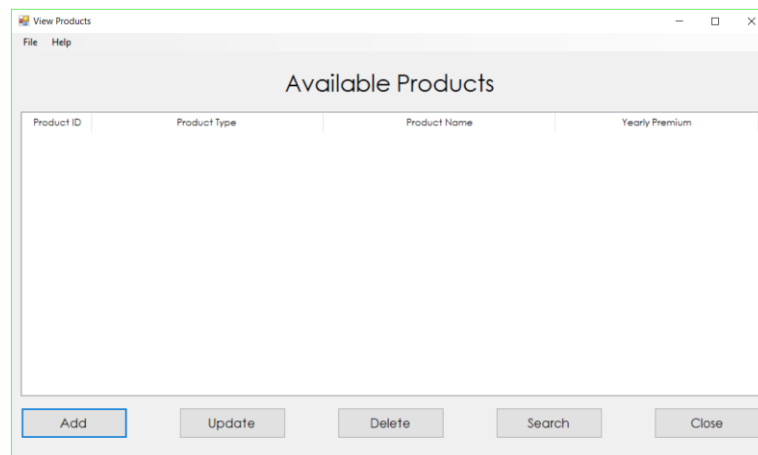 View Products
File Help
Available Products
Product ID Product Type Product Name Yearly Premium
Add Update Delete Search Close